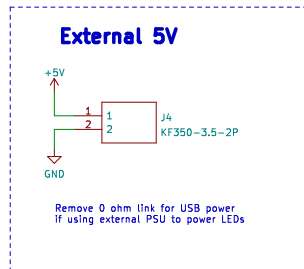 External 5V
+5V
1
1
J4
2
2
KF350-3.5-2P
GND
Remove 0 ohm link for USB power
if using external PSU to power LEDs